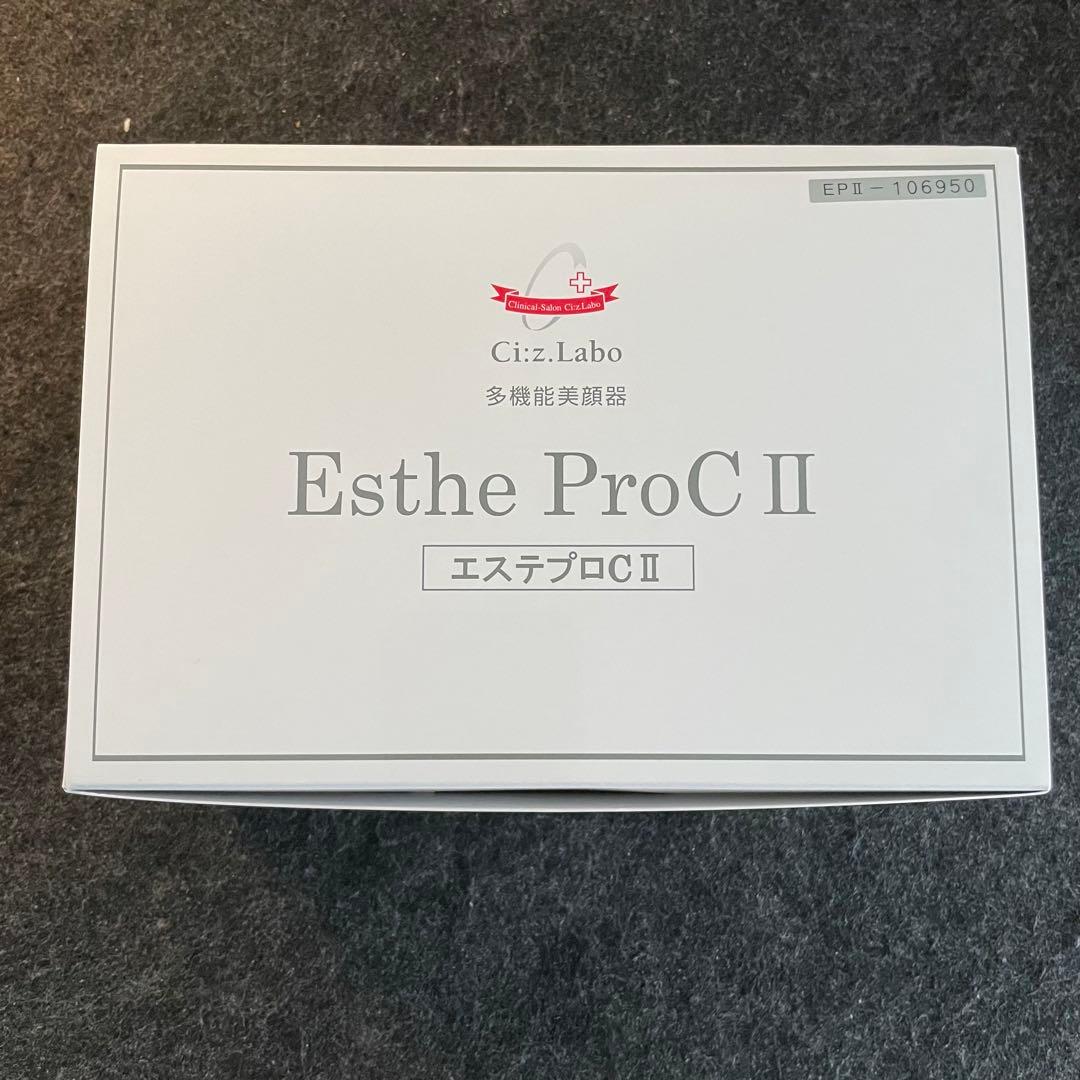 EPⅡ－106950
Clinical-Salon Ci:z.Labo
Ci:z.Labo
多機能美顔器
Esthe ProC Ⅱ
エステプロCⅡ